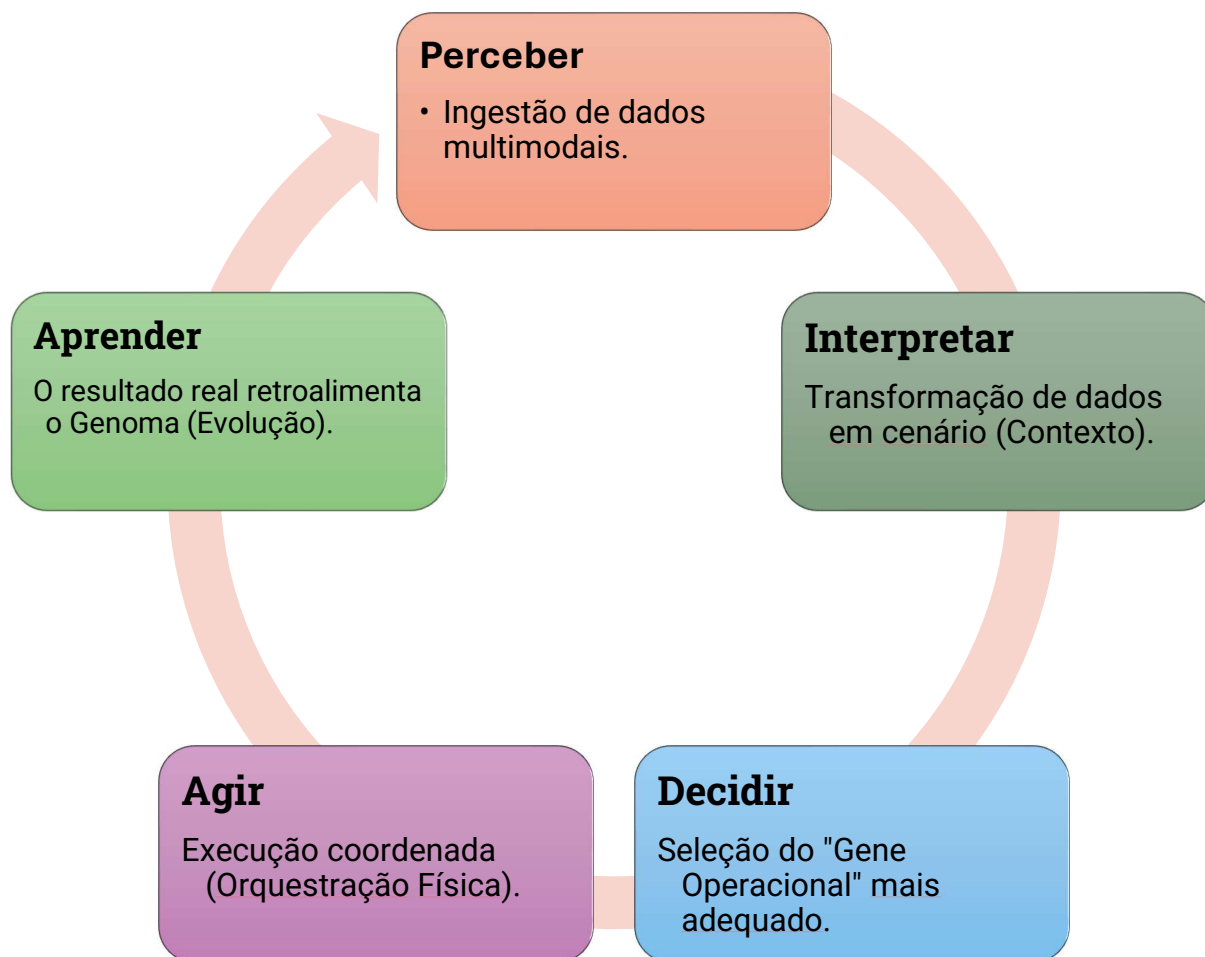 Perceber
• Ingestão de dados
multimodais.
Interpretar
Transformação de dados
em cenário (Contexto).
Decidir
Seleção do "Gene
Operacional" mais
adequado.
Agir
Execução coordenada
(Orquestração Física).
Aprender
O resultado real retroalimenta
o Genoma (Evolução).